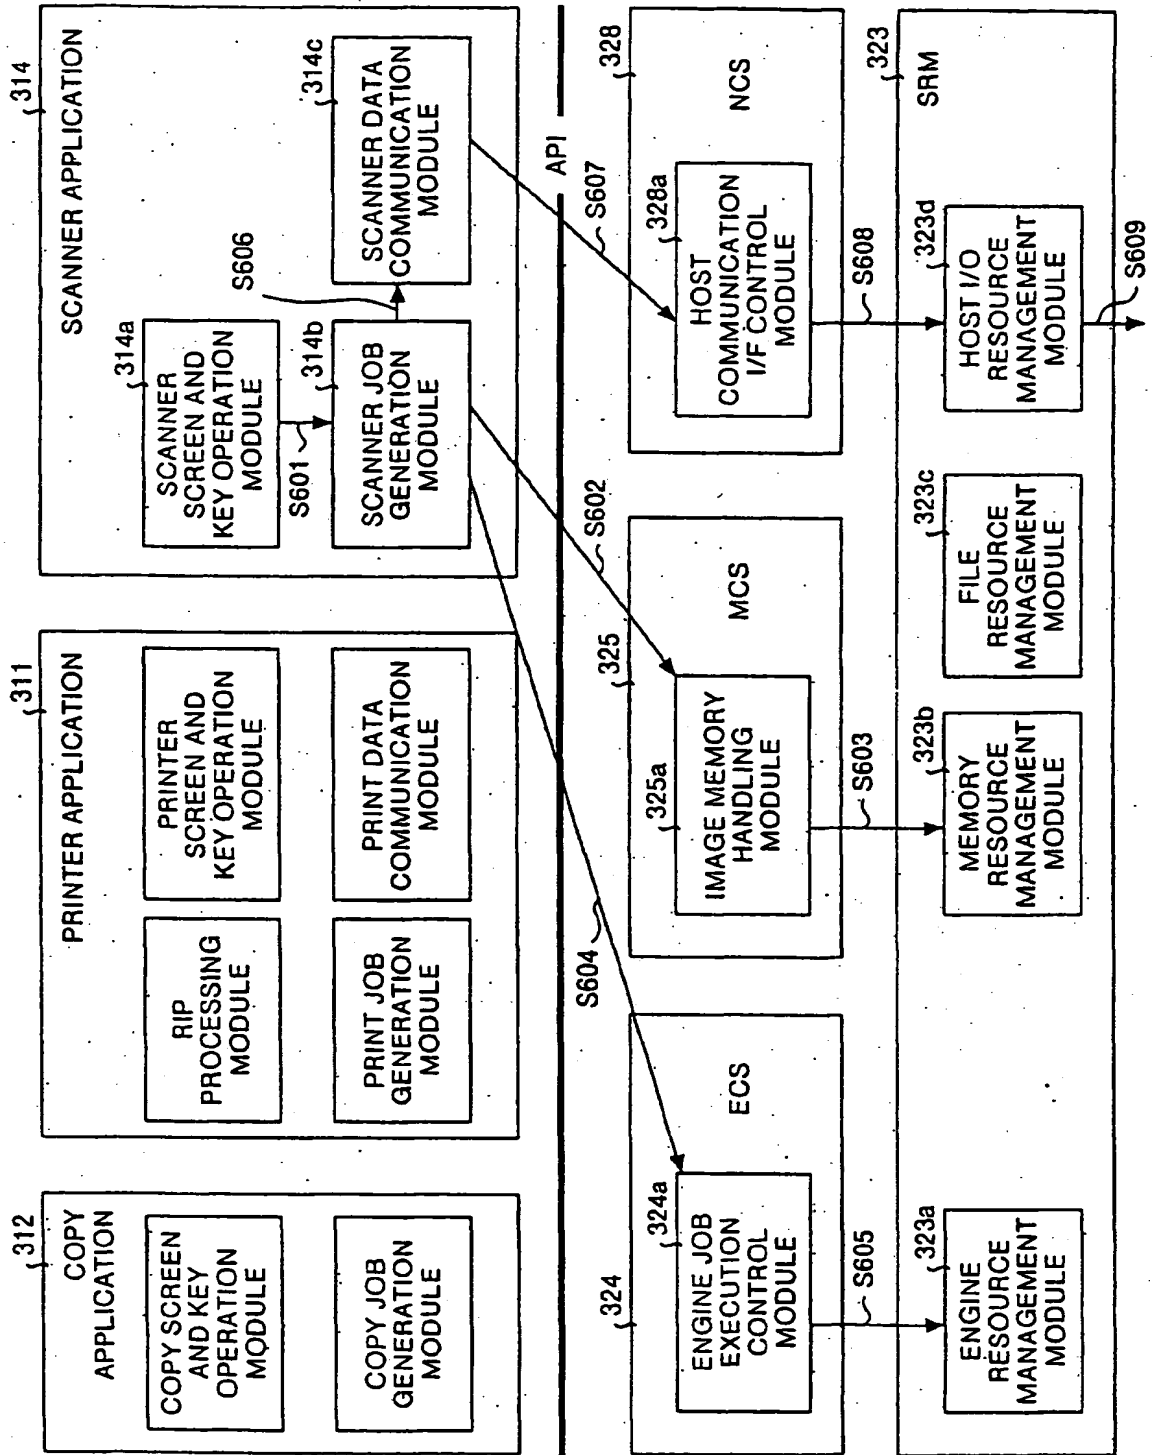 312
COPY
APPLICATION
COPY SCREEN
AND KEY
OPERATION
MODULE
COPY JOB
GENERATION
MODULE
311
PRINTER APPLICATION
RIP
PROCESSING
MODULE
PRINTER
SCREEN AND
KEY OPERATION
MODULE
PRINT JOB
GENERATION
MODULE
PRINT DATA
COMMUNICATION
MODULE
314
SCANNER APPLICATION
314a
SCANNER
SCREEN AND
KEY OPERATION
MODULE
S601
S606
314b
SCANNER JOB
GENERATION
MODULE
314c
SCANNER DATA
COMMUNICATION
MODULE
API
S604
S602
S607
324
ECS
324a
ENGINE JOB
EXECUTION
CONTROL
MODULE
325
MCS
325a
IMAGE MEMORY
HANDLING
MODULE
328
NCS
328a
HOST
COMMUNICATION
I/F CONTROL
MODULE
S605
S603
S608
323
SRM
323a
ENGINE
RESOURCE
MANAGEMENT
MODULE
323b
MEMORY
RESOURCE
MANAGEMENT
MODULE
323c
FILE
RESOURCE
MANAGEMENT
MODULE
323d
HOST I/O
RESOURCE
MANAGEMENT
MODULE
S609